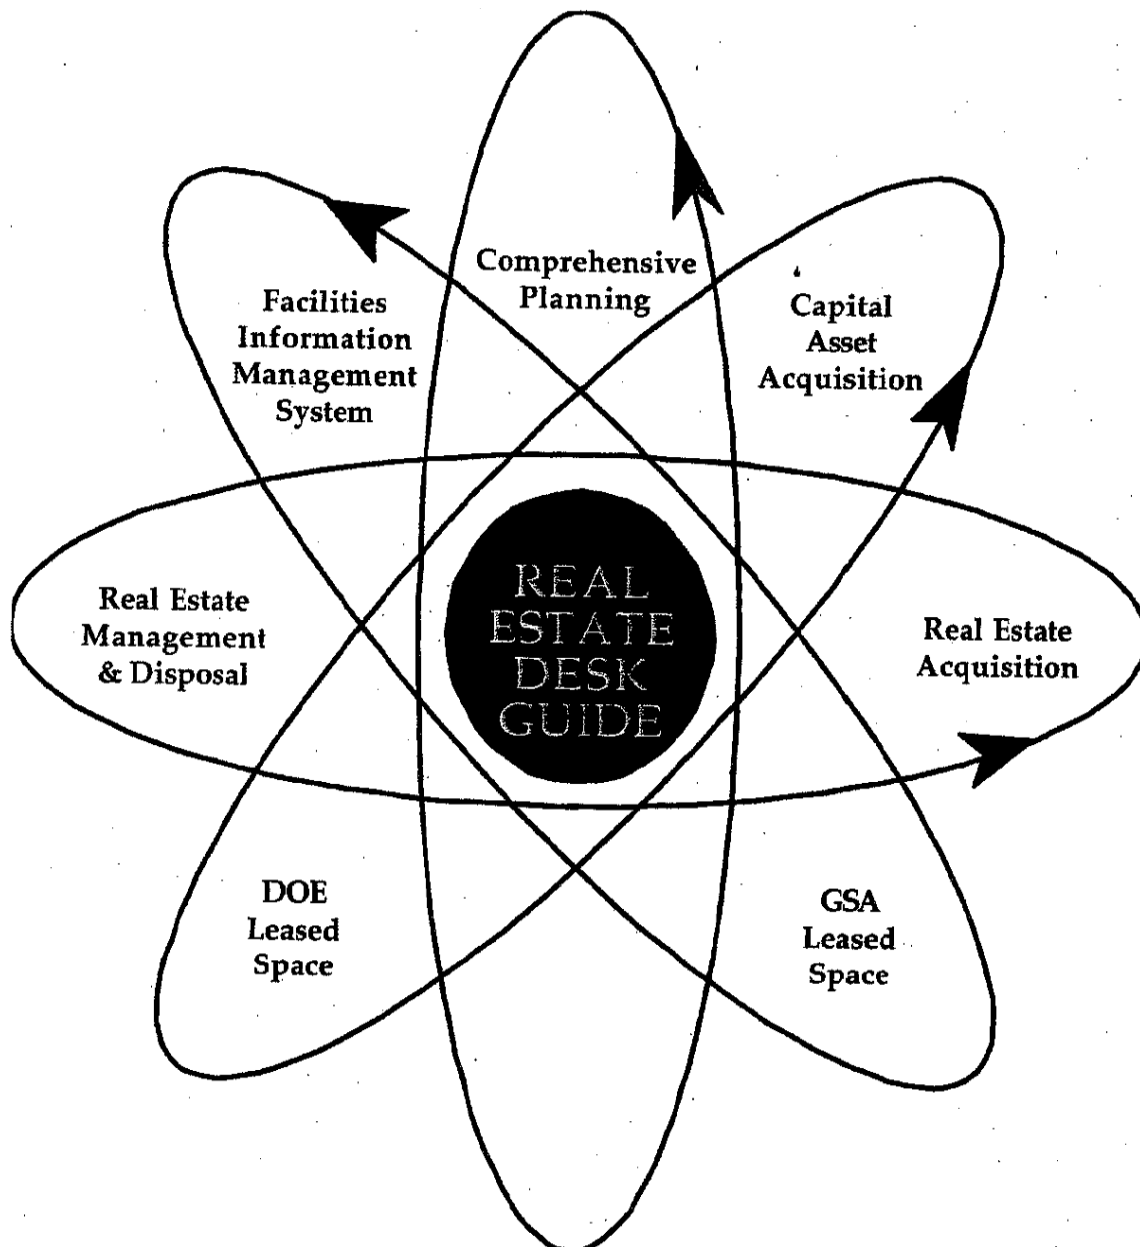 Comprehensive
Planning
Capital
Asset
Acquisition
Facilities
Information
Management
System
REAL
ESTATE
DESK
GUIDE
Real Estate
Management
& Disposal
Real Estate
Acquisition
DOE
Leased
Space
GSA
Leased
Space